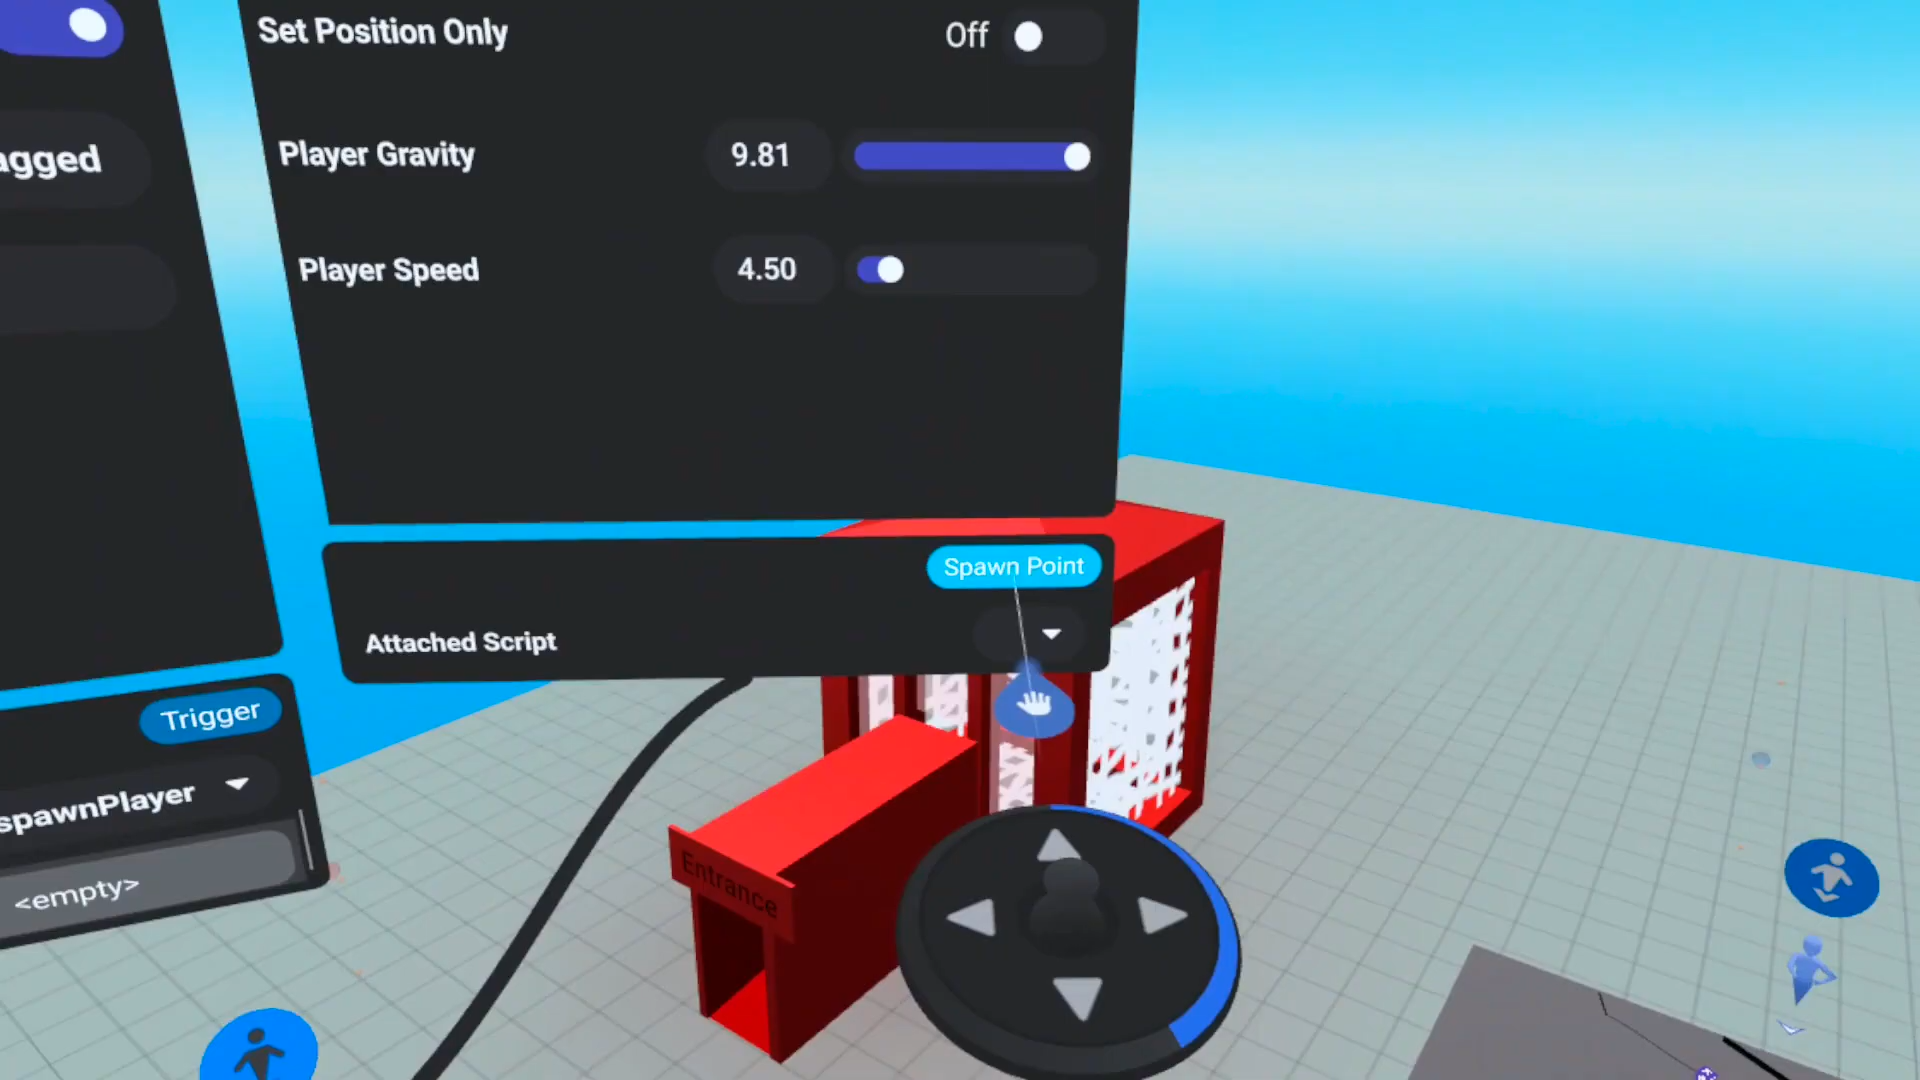 Set Position Only Off
agged
Player Gravity 9.81
Player Speed 4.50
Spawn Point
Attached Script
Trigger
spawnPlayer
<empty>
Entrance